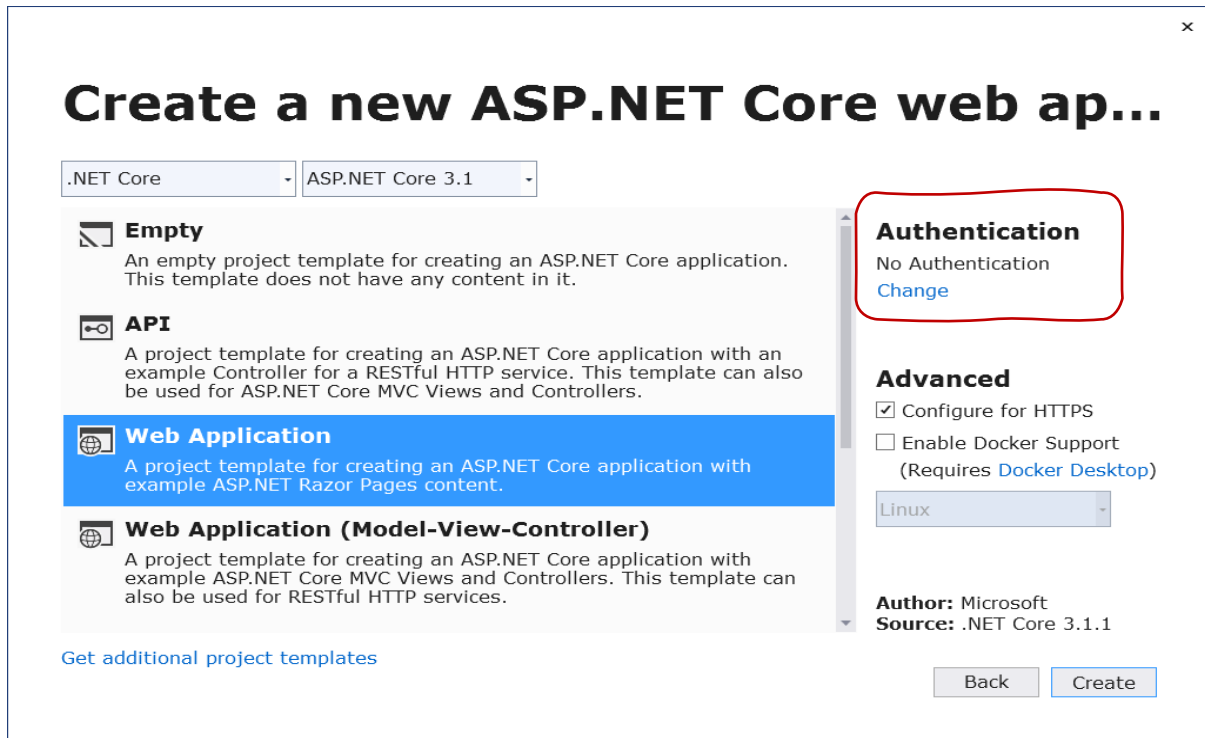 ×
Create a new ASP.NET Core web ap...
.NET Core
ASP.NET Core 3.1
Empty
An empty project template for creating an ASP.NET Core application.
This template does not have any content in it.
API
A project template for creating an ASP.NET Core application with an
example Controller for a RESTful HTTP service. This template can also
be used for ASP.NET Core MVC Views and Controllers.
Web Application
A project template for creating an ASP.NET Core application with
example ASP.NET Razor Pages content.
Web Application (Model-View-Controller)
A project template for creating an ASP.NET Core application with
example ASP.NET Core MVC Views and Controllers. This template can
also be used for RESTful HTTP services.
Get additional project templates
Authentication
No Authentication
Change
Advanced
Configure for HTTPS
Enable Docker Support
(Requires Docker Desktop)
Linux
Author: Microsoft
Source: .NET Core 3.1.1
Back
Create